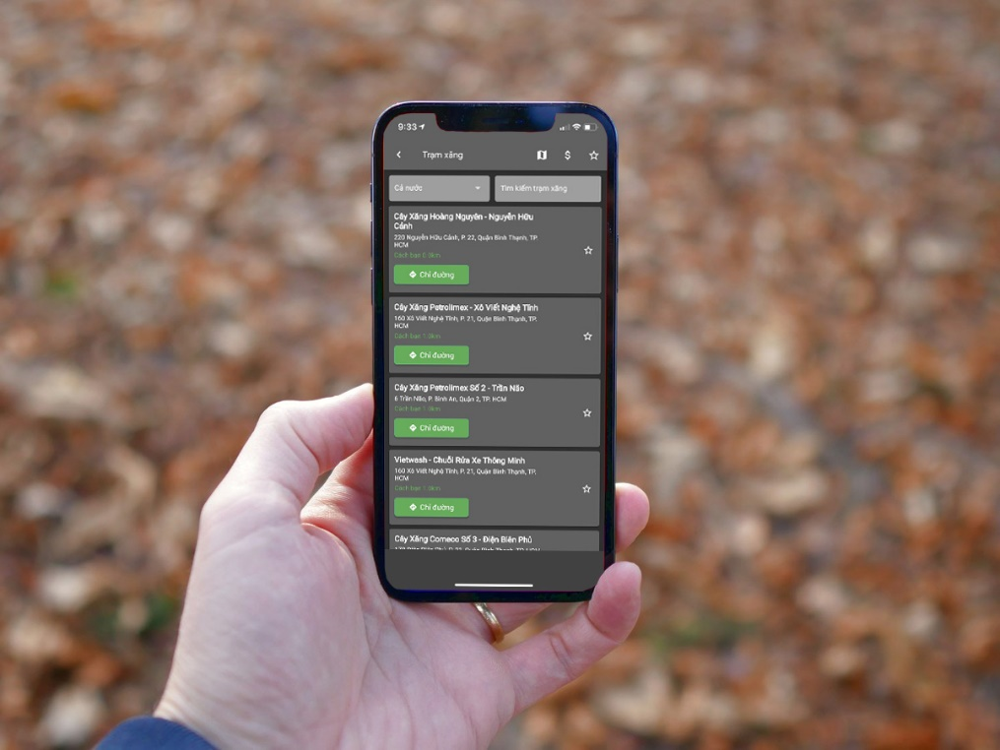 9:33
Trạm xăng
$
Cả nước
Tìm kiếm trạm xăng
Cây Xăng Hoàng Nguyên - Nguyễn Hữu
Cảnh
220 Nguyễn Hữu Cảnh, P. 22, Quận Bình Thạnh, TP.
HCM
Cách bạn 0.9km
Chỉ đường
Cây Xăng Petrolimex - Xô Viết Nghệ Tĩnh
160 Xô Viết Nghệ Tĩnh, P. 21, Quận Bình Thạnh, TP.
HCM
Cách bạn 1.3km
Chỉ đường
Cây Xăng Petrolimex Số 2 - Trần Não
6 Trần Não, P. Bình An, Quận 2, TP. HCM
Cách bạn
Chỉ đường
Vietwash - Chuỗi Rửa Xe Thông Minh
160 Xô Viết Nghệ Tĩnh, P. 21, Quận Bình Thạnh, TP.
HCM
Cách bạn
Chỉ đường
Cây Xăng Comeco Số 3 - Điện Biên Phủ